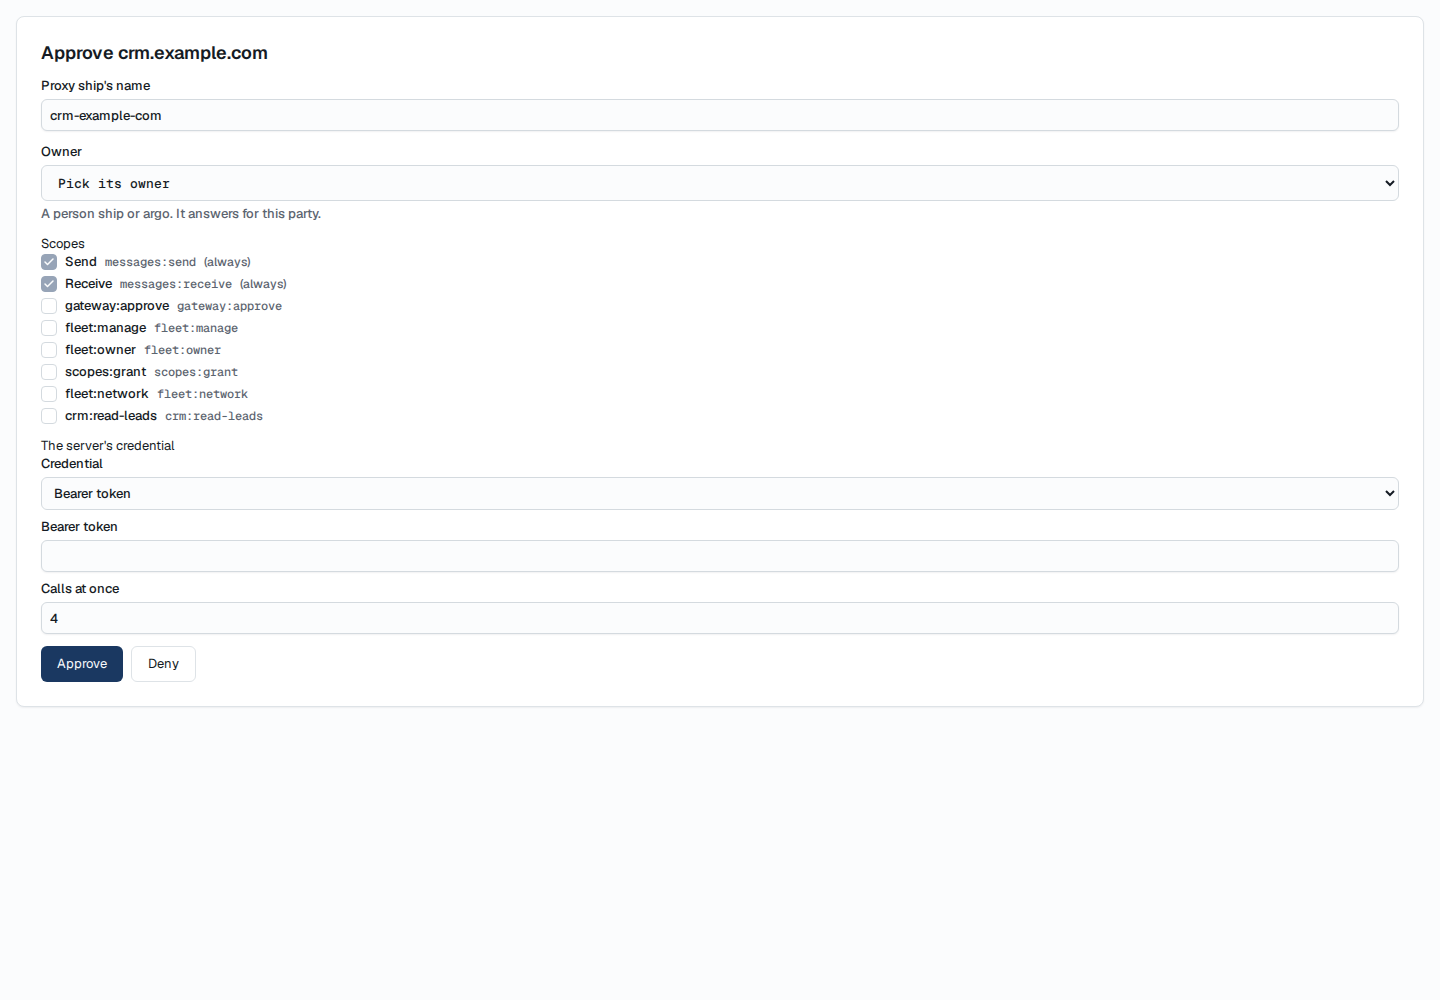 Approve crm.example.com
Proxy ship's name
crm-example-com
Owner
Pick its owner
A person ship or argo. It answers for this party.
Scopes
Send messages:send (always)
Receive messages:receive (always)
gateway:approve gateway:approve
fleet:manage fleet:manage
fleet:owner fleet:owner
scopes:grant scopes:grant
fleet:network fleet:network
crm:read-leads crm:read-leads
The server's credential
Credential
Bearer token
Bearer token
Calls at once
4
Approve Deny